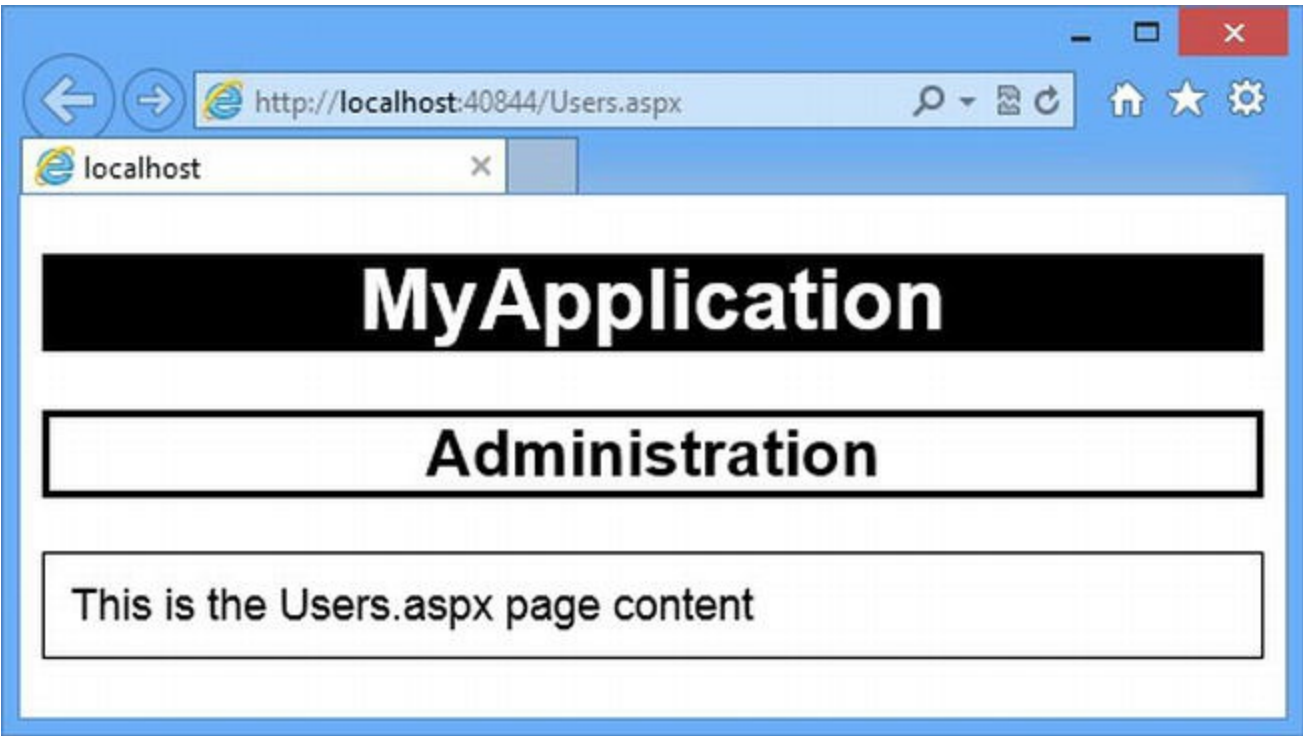 http://localhost:40844/Users.aspx
localhost
MyApplication
Administration
This is the Users.aspx page content